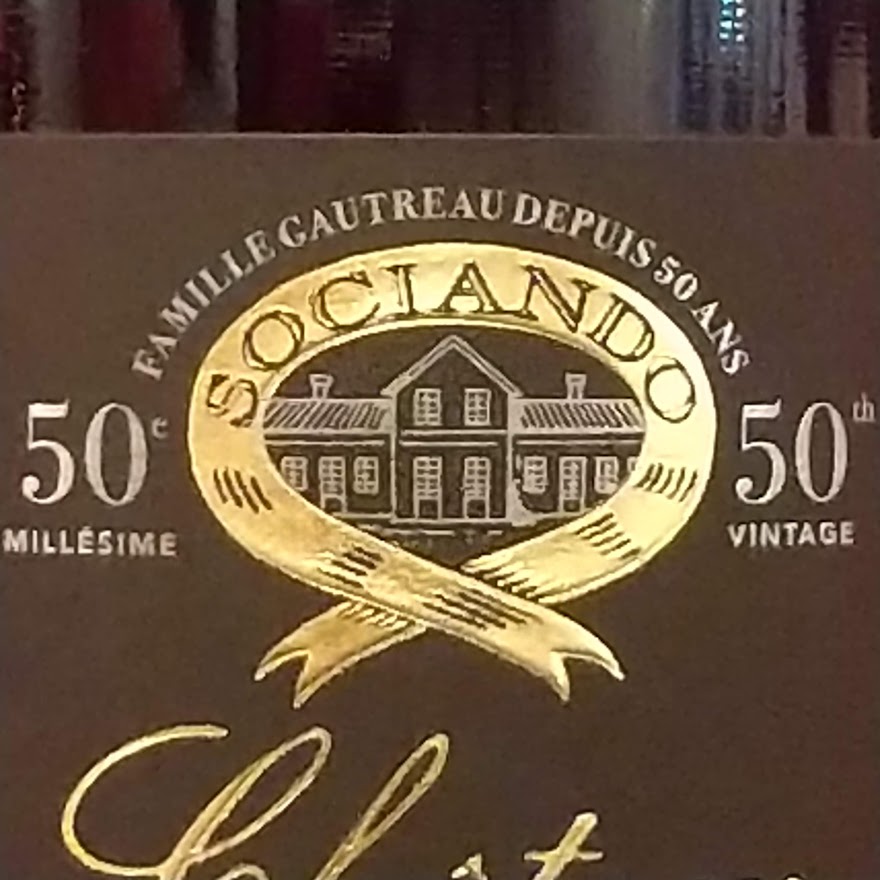 FAMILLE GAUTREAU DEPUIS 50 ANS
SOCIANDO
50e
MILLÉSIME
50th
VINTAGE